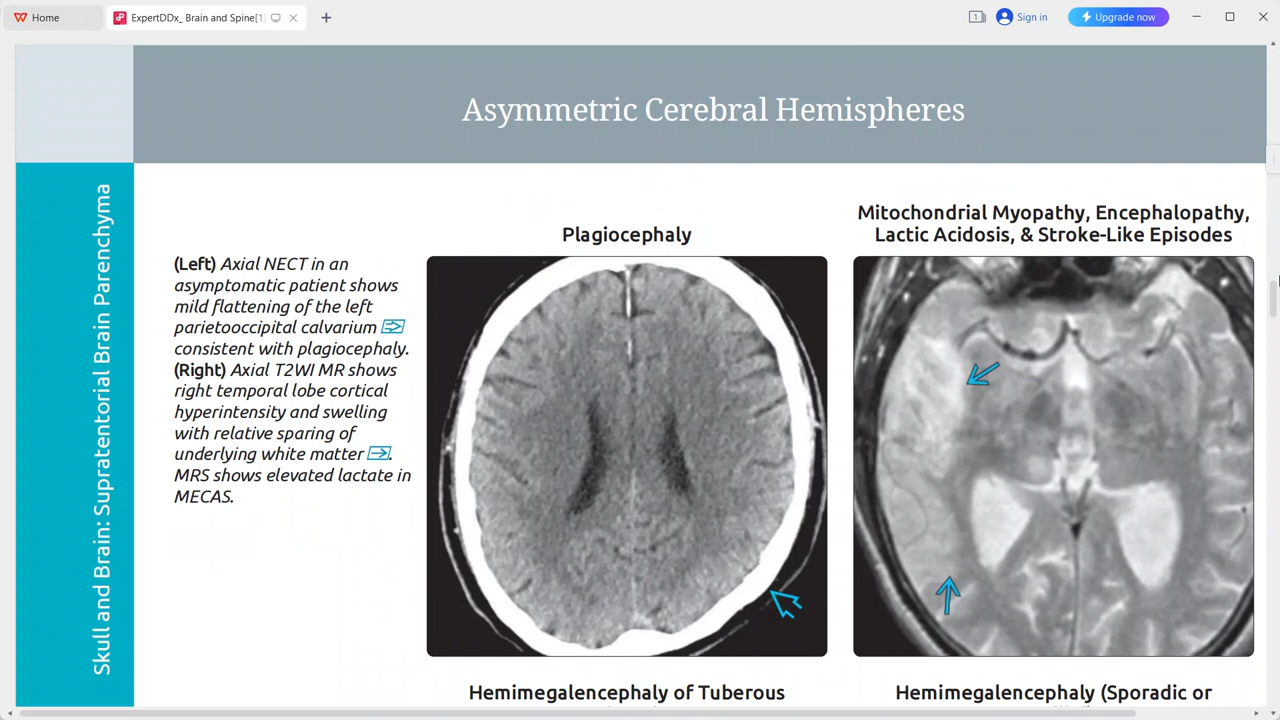 Home
ExpertDDx_ Brain and Spine[1]
1
Sign in
Upgrade now
Asymmetric Cerebral Hemispheres
Skull and Brain: Supratentorial Brain Parenchyma
(Left) Axial NECT in an
asymptomatic patient shows
mild flattening of the left
parietooccipital calvarium
consistent with plagiocephaly.
(Right) Axial T2WI MR shows
right temporal lobe cortical
hyperintensity and swelling
with relative sparing of
underlying white matter .
MRS shows elevated lactate in
MECAS.
Plagiocephaly
Mitochondrial Myopathy, Encephalopathy,
Lactic Acidosis, & Stroke-Like Episodes
Hemimegalencephaly of Tuberous
Hemimegalencephaly (Sporadic or